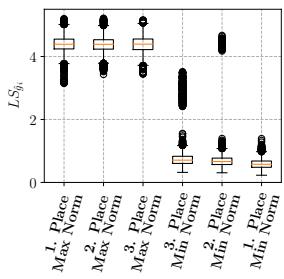 4
2
0
LS_{g̃_i}
1. Place
Max Norm
2. Place
Max Norm
3. Place
Max Norm
3. Place
Min Norm
2. Place
Min Norm
1. Place
Min Norm